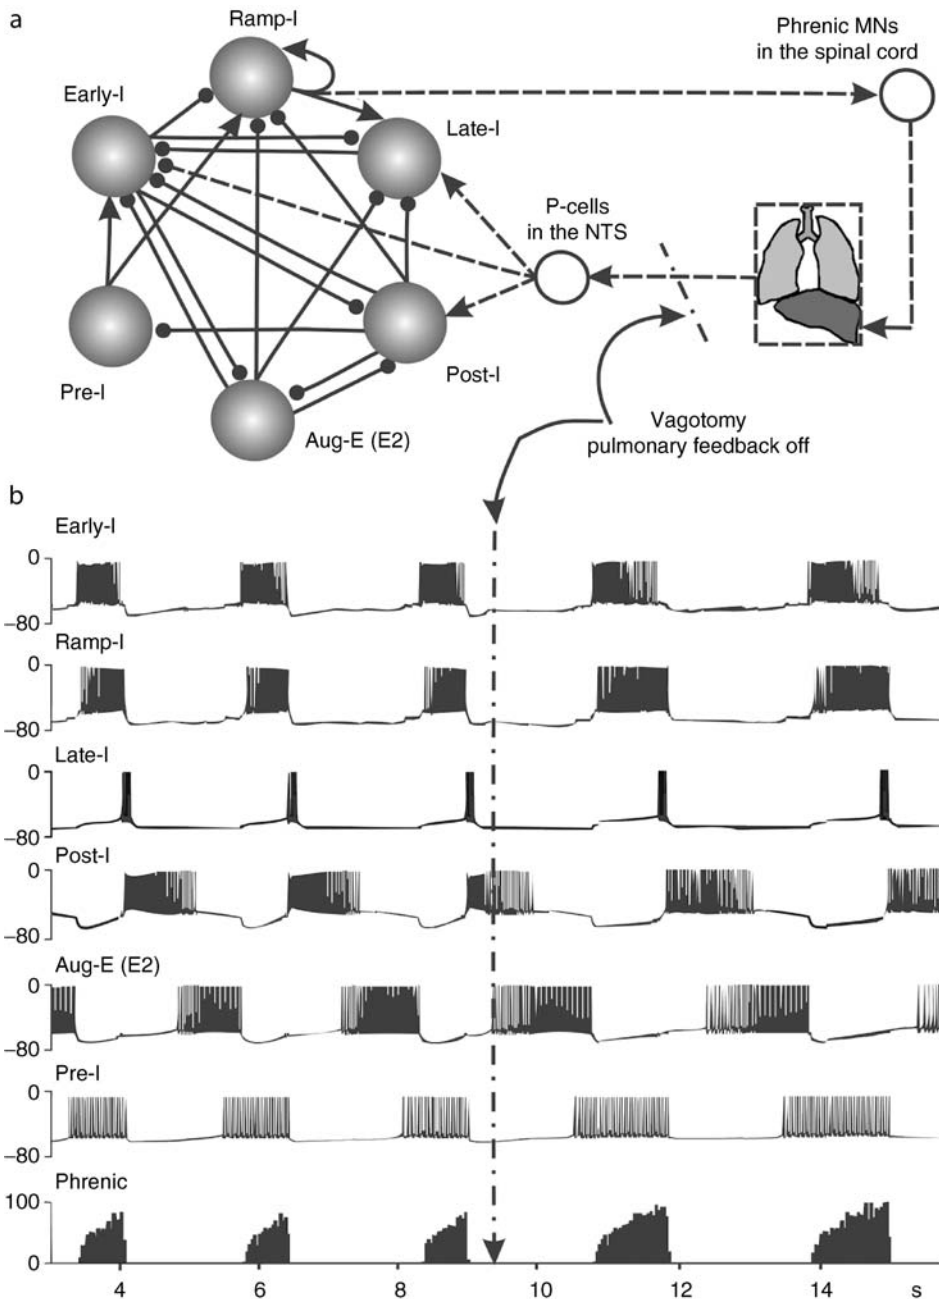 a
Ramp-I
Phrenic MNs
in the spinal cord
Early-I
Late-I
P-cells
in the NTS
Pre-I
Post-I
Aug-E (E2)
Vagotomy
pulmonary feedback off
b
Early-I
0
–80
Ramp-I
0
–80
Late-I
0
–80
Post-I
0
–80
Aug-E (E2)
0
–80
Pre-I
0
–80
Phrenic
100
0
4 6 8 10 12 14 s